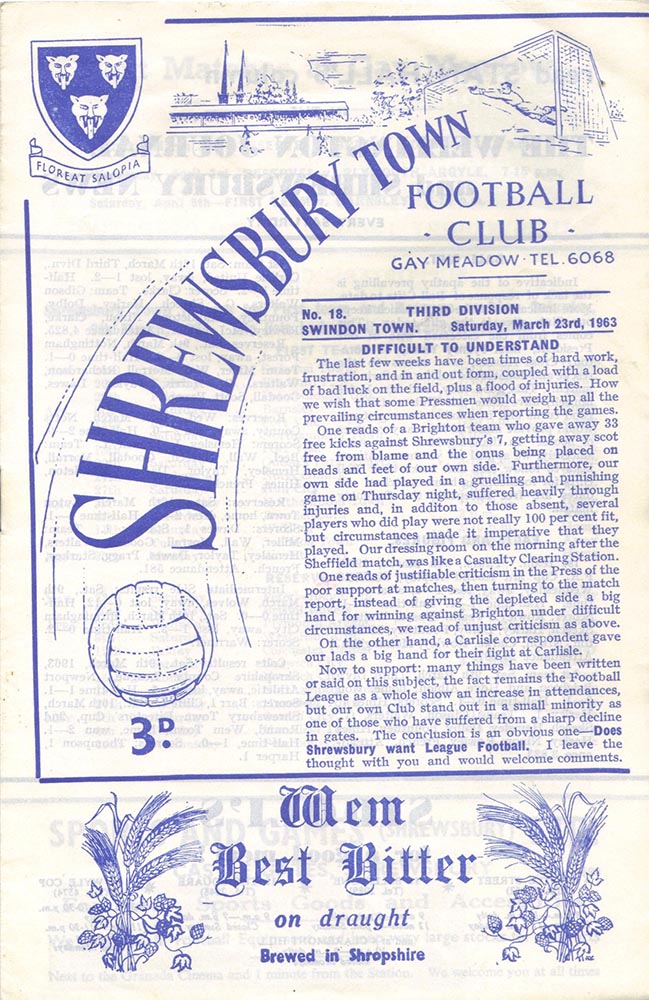 FLOREAT SALOPIA
SHREWSBURY TOWN
FOOTBALL
· CLUB ·
GAY MEADOW · TEL. 6068
No. 18. THIRD DIVISION
SWINDON TOWN. Saturday, March 23rd, 1963
DIFFICULT TO UNDERSTAND
The last few weeks have been times of hard work,
frustration, and in and out form, coupled with a load
of bad luck on the field, plus a flood of injuries. How
we wish that some Pressmen would weigh up all the
prevailing circumstances when reporting the games.
One reads of a Brighton team who gave away 33
free kicks against Shrewsbury's 7, getting away scot
free from blame and the onus being placed on
heads and feet of our own side. Furthermore, our
own side had played in a gruelling and punishing
game on Thursday night, suffered heavily through
injuries and, in additon to those absent, several
players who did play were not really 100 per cent fit,
but circumstances made it imperative that they
played. Our dressing room on the morning after the
Sheffield match, was like a Casualty Clearing Station.
One reads of justifiable criticism in the Press of the
poor support at matches, then turning to the match
report, instead of giving the depleted side a big
hand for winning against Brighton under difficult
circumstances, we read of unjust criticism as above.
On the other hand, a Carlisle correspondent gave
our lads a big hand for their fight at Carlisle.
Now to support: many things have been written
or said on this subject, the fact remains the Football
League as a whole show an increase in attendances,
but our own Club stand out in a small minority as
one of those who have suffered from a sharp decline
in gates. The conclusion is an obvious one—Does
Shrewsbury want League Football. I leave the
thought with you and would welcome comments.
3D.
Wem
Best Bitter
on draught
Brewed in Shropshire